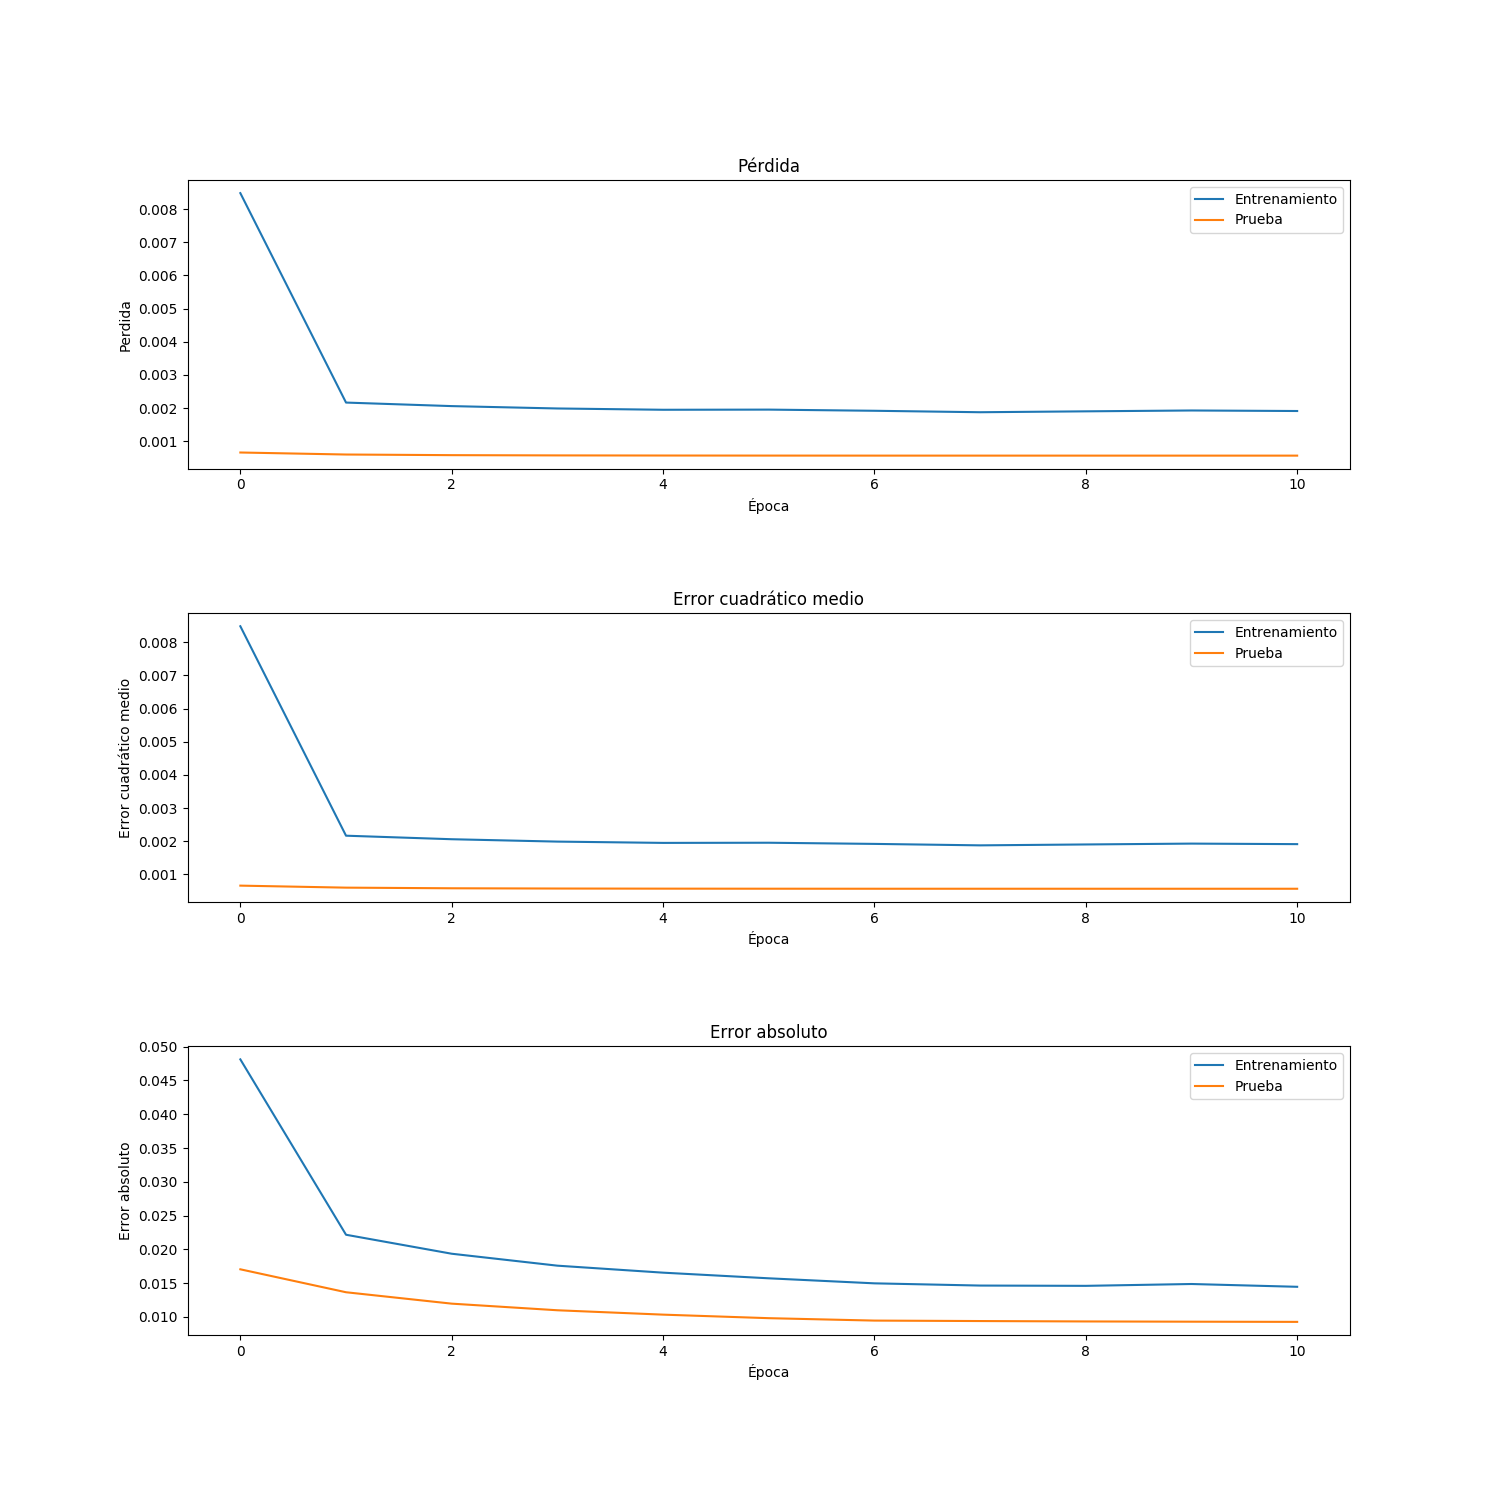 Pérdida
Entrenamiento
Prueba
0.008
0.007
0.006
0.005
0.004
0.003
0.002
0.001
Perdida
0 2 4 6 8 10
Época
Error cuadrático medio
Entrenamiento
Prueba
0.008
0.007
0.006
0.005
0.004
0.003
0.002
0.001
Error cuadrático medio
0 2 4 6 8 10
Época
Error absoluto
Entrenamiento
Prueba
0.050
0.045
0.040
0.035
0.030
0.025
0.020
0.015
0.010
Error absoluto
0 2 4 6 8 10
Época